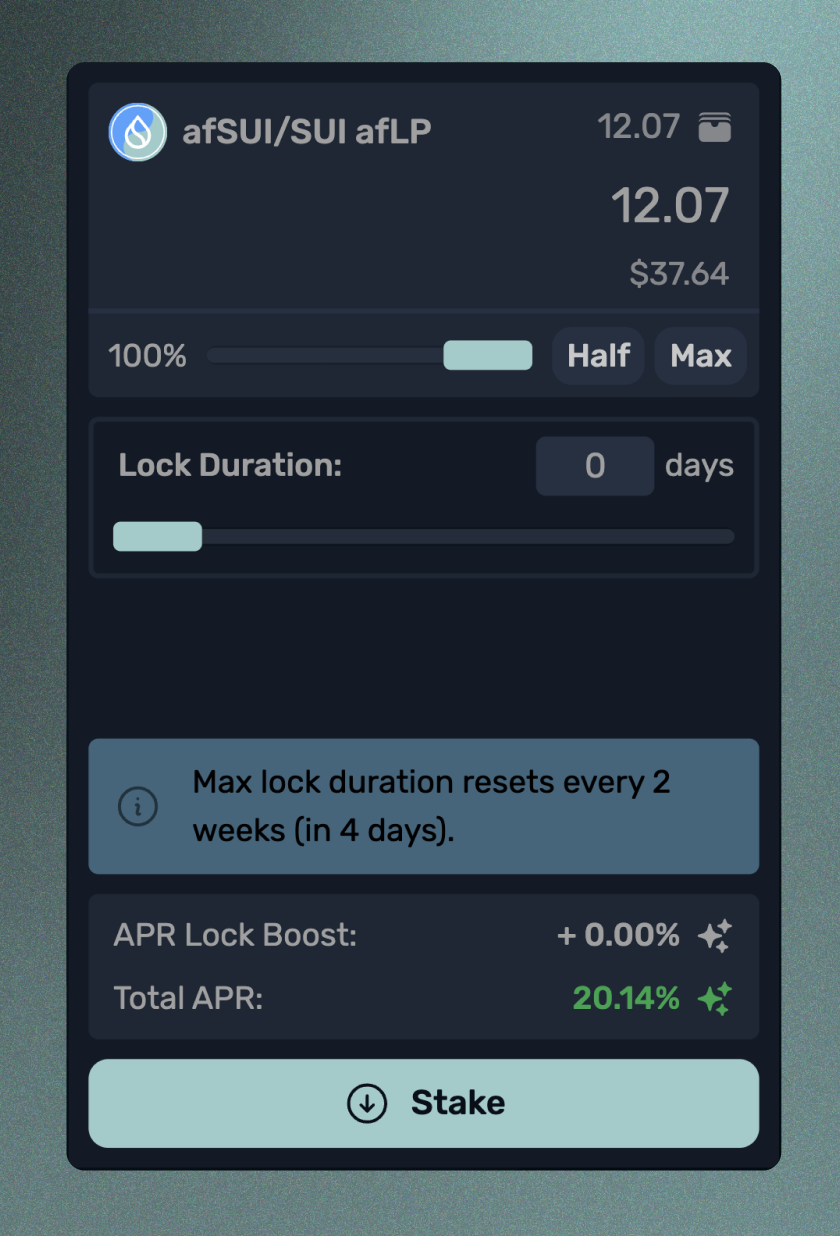 afSUI/SUI afLP 12.07
12.07
$37.64
100% Half Max
Lock Duration: 0 days
Max lock duration resets every 2
weeks (in 4 days).
APR Lock Boost: + 0.00%
Total APR: 20.14%
Stake